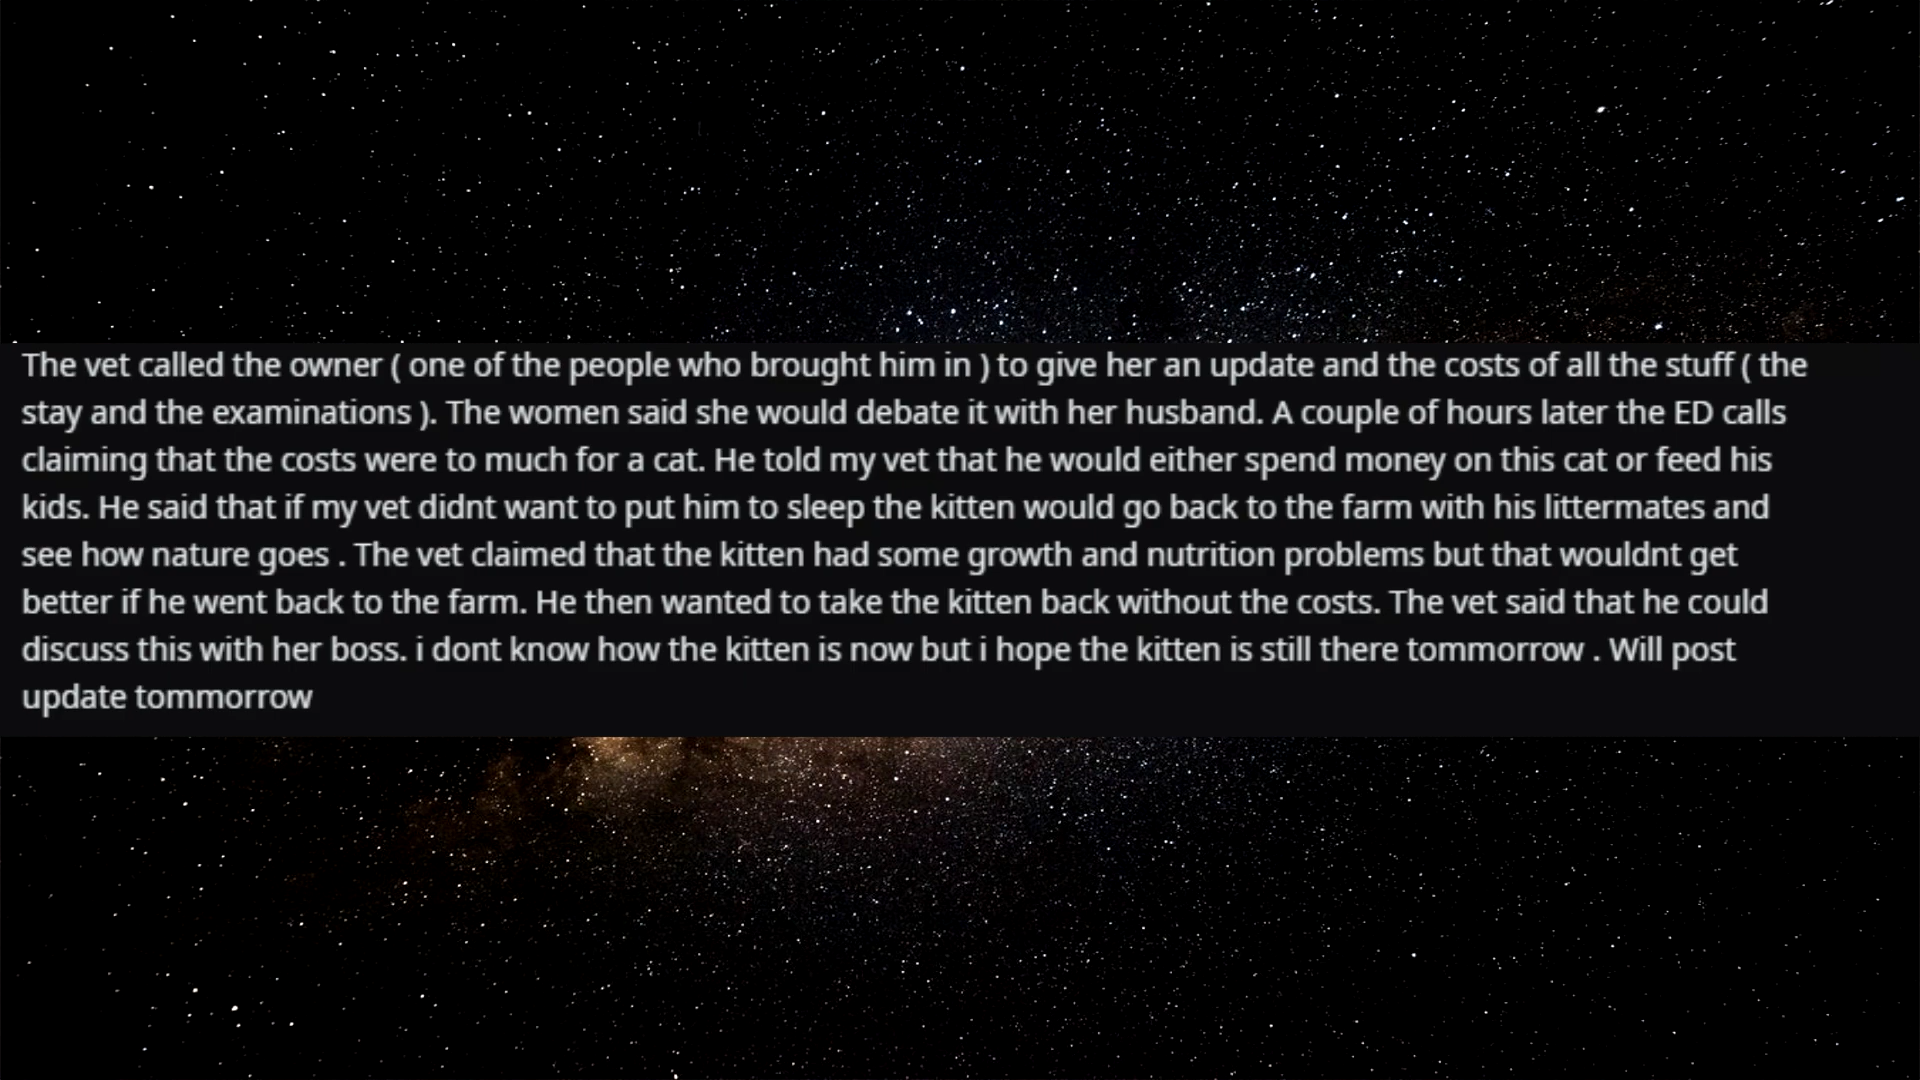 The vet called the owner ( one of the people who brought him in ) to give her an update and the costs of all the stuff ( the
stay and the examinations ). The women said she would debate it with her husband. A couple of hours later the ED calls
claiming that the costs were to much for a cat. He told my vet that he would either spend money on this cat or feed his
kids. He said that if my vet didnt want to put him to sleep the kitten would go back to the farm with his littermates and
see how nature goes . The vet claimed that the kitten had some growth and nutrition problems but that wouldnt get
better if he went back to the farm. He then wanted to take the kitten back without the costs. The vet said that he could
discuss this with her boss. i dont know how the kitten is now but i hope the kitten is still there tommorrow . Will post
update tommorrow